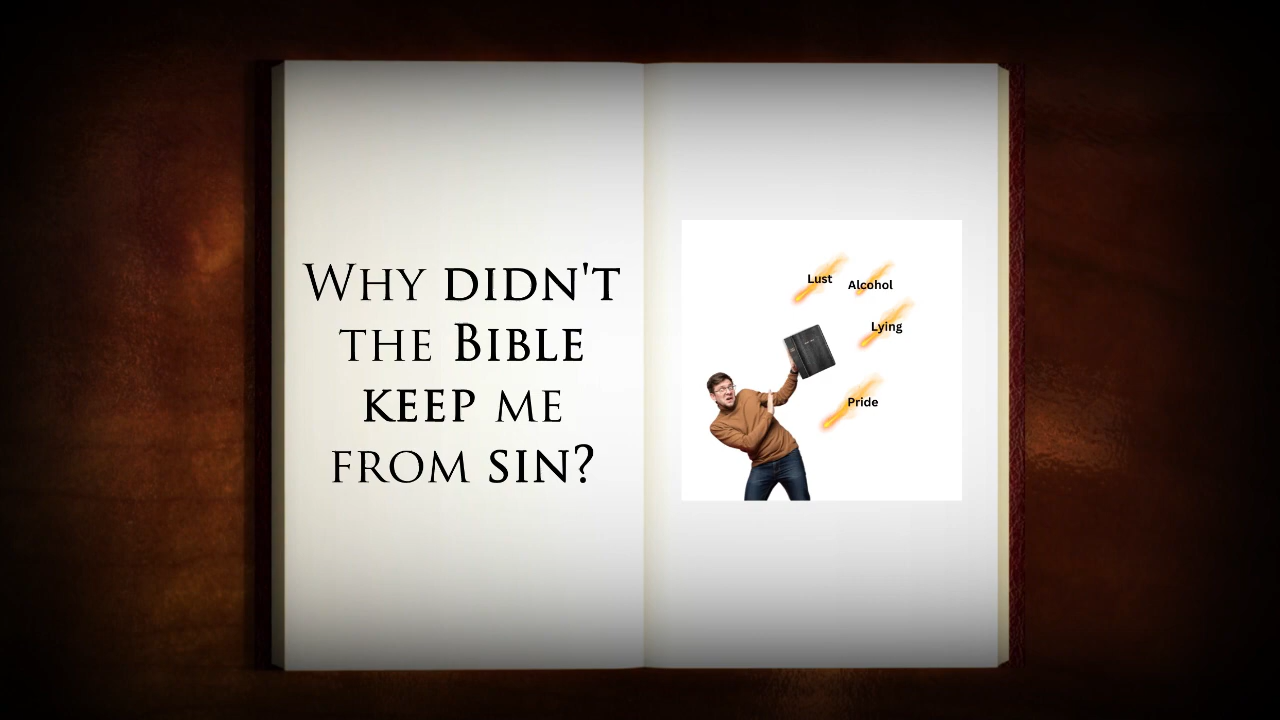 Why didn't
the Bible
keep me
from sin?
Lust
Alcohol
Lying
Pride